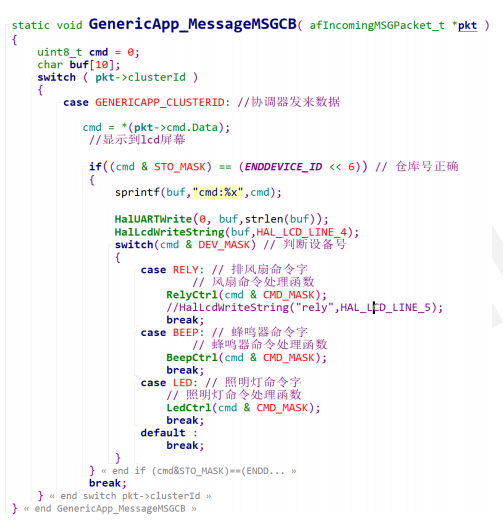 static void GenericApp_MessageMSGCB( afIncomingMSGPacket_t *pkt )
{
    uint8_t cmd = 0;
    char buf[10];
    switch ( pkt->clusterId )
    {
        case GENERICAPP_CLUSTERID: //协调器发来数据
            cmd = *(pkt->cmd.Data);
             //显示到lcd屏幕
            if((cmd & STO_MASK) == (ENDDEVICE_ID << 6)) // 仓库号正确
            {
                sprintf(buf,"cmd:%x",cmd);
                HalUARTWrite(0, buf,strlen(buf));
                HalLcdWriteString(buf,HAL_LCD_LINE_4);
                switch(cmd & DEV_MASK) // 判断设备号
                {
                    case RELY: // 排风扇命令字
                            // 风扇命令处理函数
                        RelyCtrl(cmd & CMD_MASK);
                        //HalLcdWriteString("rely",HAL_LCD_LINE_5);
                        break;
                    case BEEP: // 蜂鸣器命令字
                            // 蜂鸣器命令处理函数
                        BeepCtrl(cmd & CMD_MASK);
                        break;
                    case LED: // 照明灯命令字
                        // 照明灯命令处理函数
                        LedCtrl(cmd & CMD_MASK);
                        break;
                    default :
                        break;
                }
            } « end if (cmd&STO_MASK)==(ENDD... »
            break;
    } « end switch pkt->clusterId »
} « end GenericApp_MessageMSGCB »